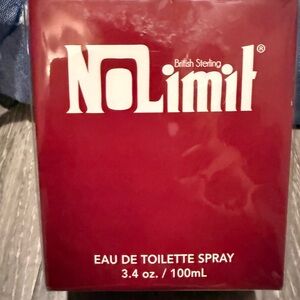 British Sterling
NOLimit®
EAU DE TOILETTE SPRAY
3.4 oz. / 100mL